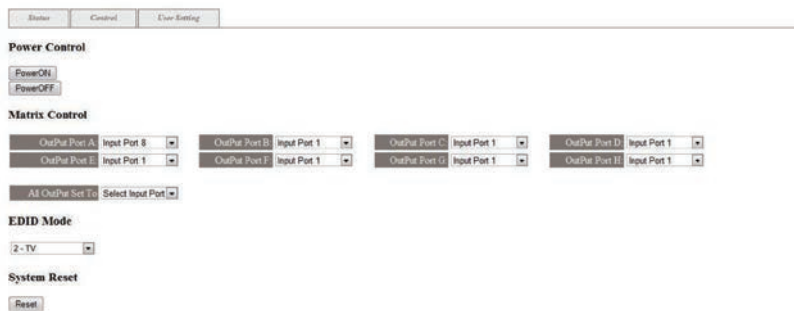 Status Control User Setting
Power Control
PowerON
PowerOFF
Matrix Control
OutPut Port A: Input Port 8 OutPut Port B: Input Port 1 OutPut Port C: Input Port 1 OutPut Port D: Input Port 1
OutPut Port E: Input Port 1 OutPut Port F: Input Port 1 OutPut Port G: Input Port 1 OutPut Port H: Input Port 1
All OutPut Set To Select Input Port
EDID Mode
2 - TV
System Reset
Reset